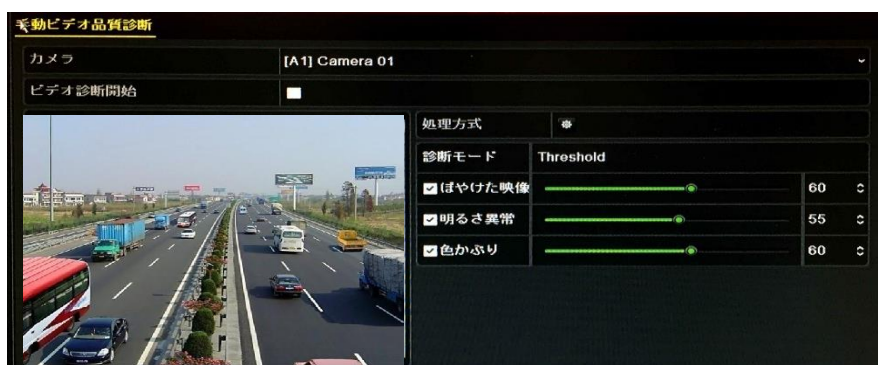 手動ビデオ品質診断
カメラ [A1] Camera 01
ビデオ診断開始
処理方式
診断モード Threshold
ぼやけた映像 60
明るさ異常 55
色かぶり 60